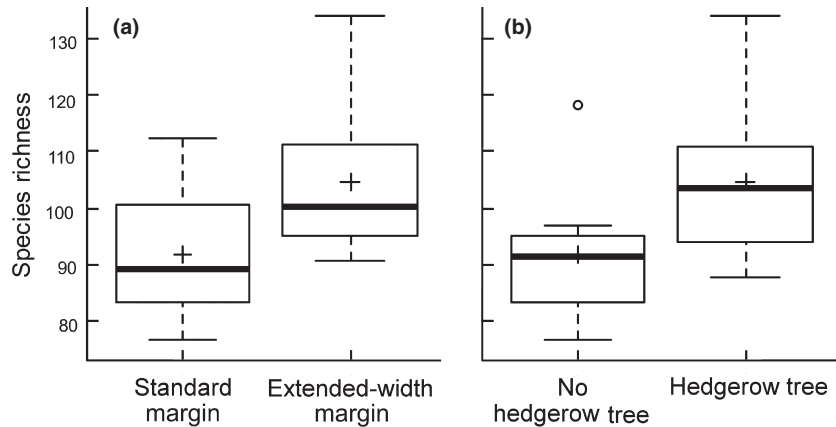 (a)
(b)
Species richness
130
120
110
100
90
80
Standard
margin
Extended-width
margin
No
hedgerow tree
Hedgerow tree